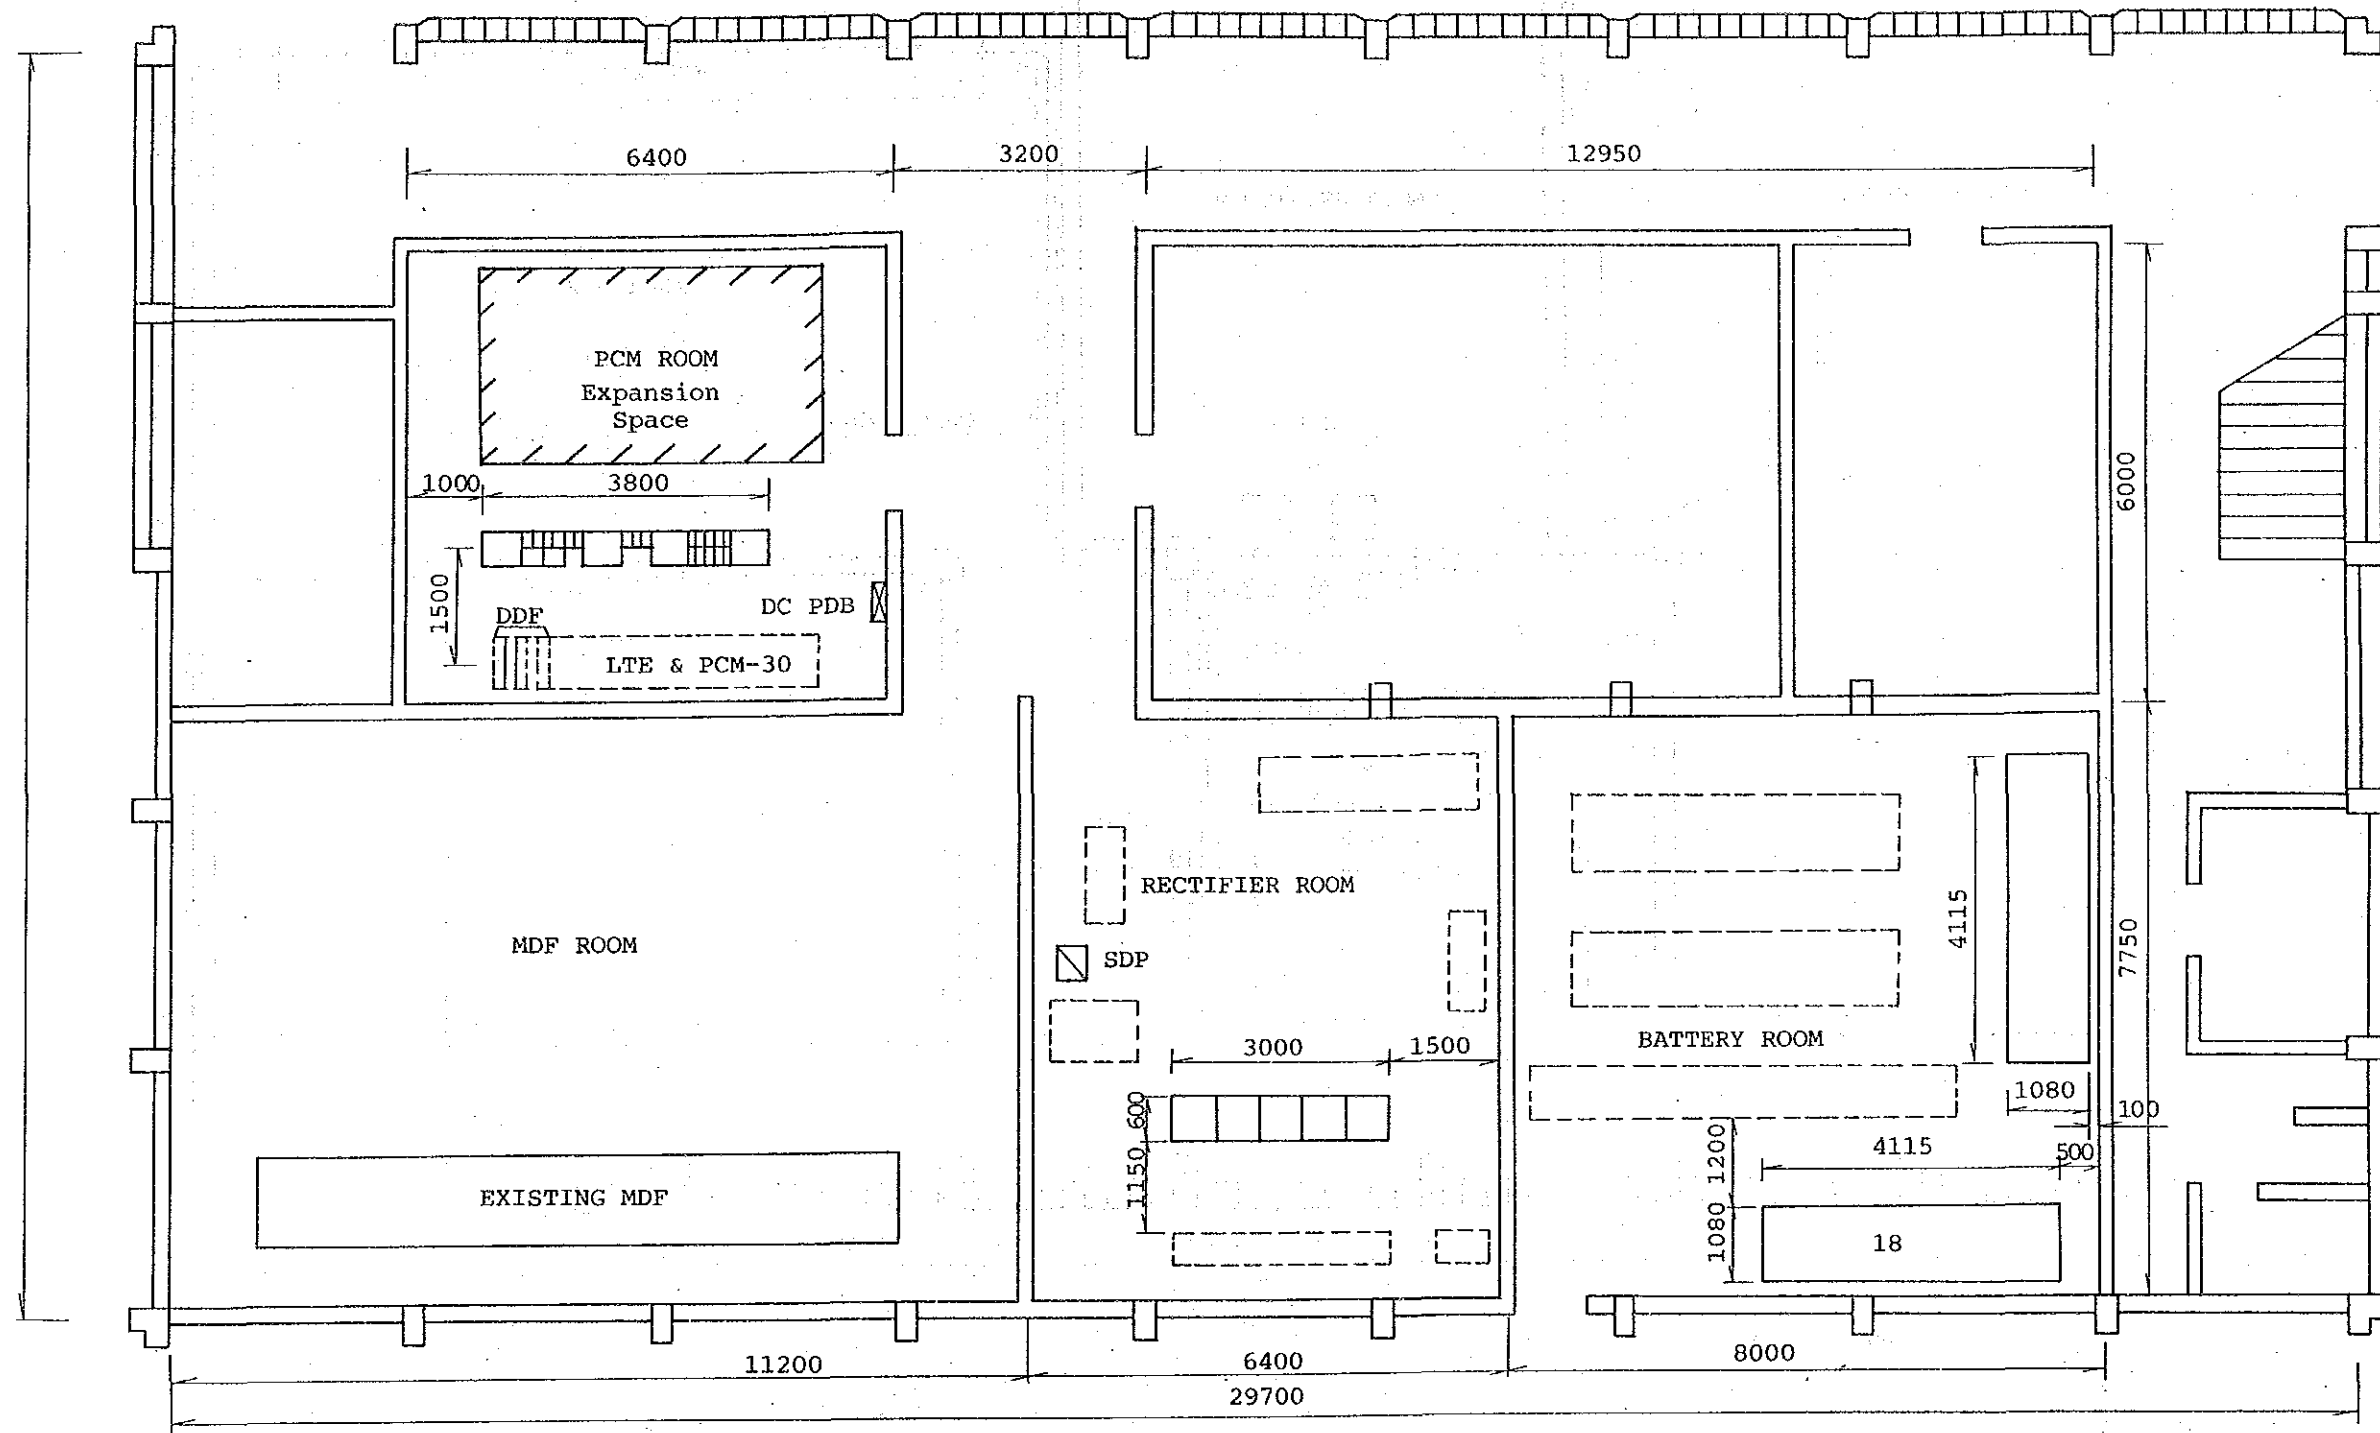 6400
3200
12950
PCM ROOM
Expansion
Space
1000
3800
6000
1500
DC PDB
DDF
LTE & PCM-30
RECTIFIER ROOM
4115
7750
MDF ROOM
SDP
3000
1500
BATTERY ROOM
600
1080
100
1150
1200
4115
500
EXISTING MDF
1080
18
11200
6400
8000
29700